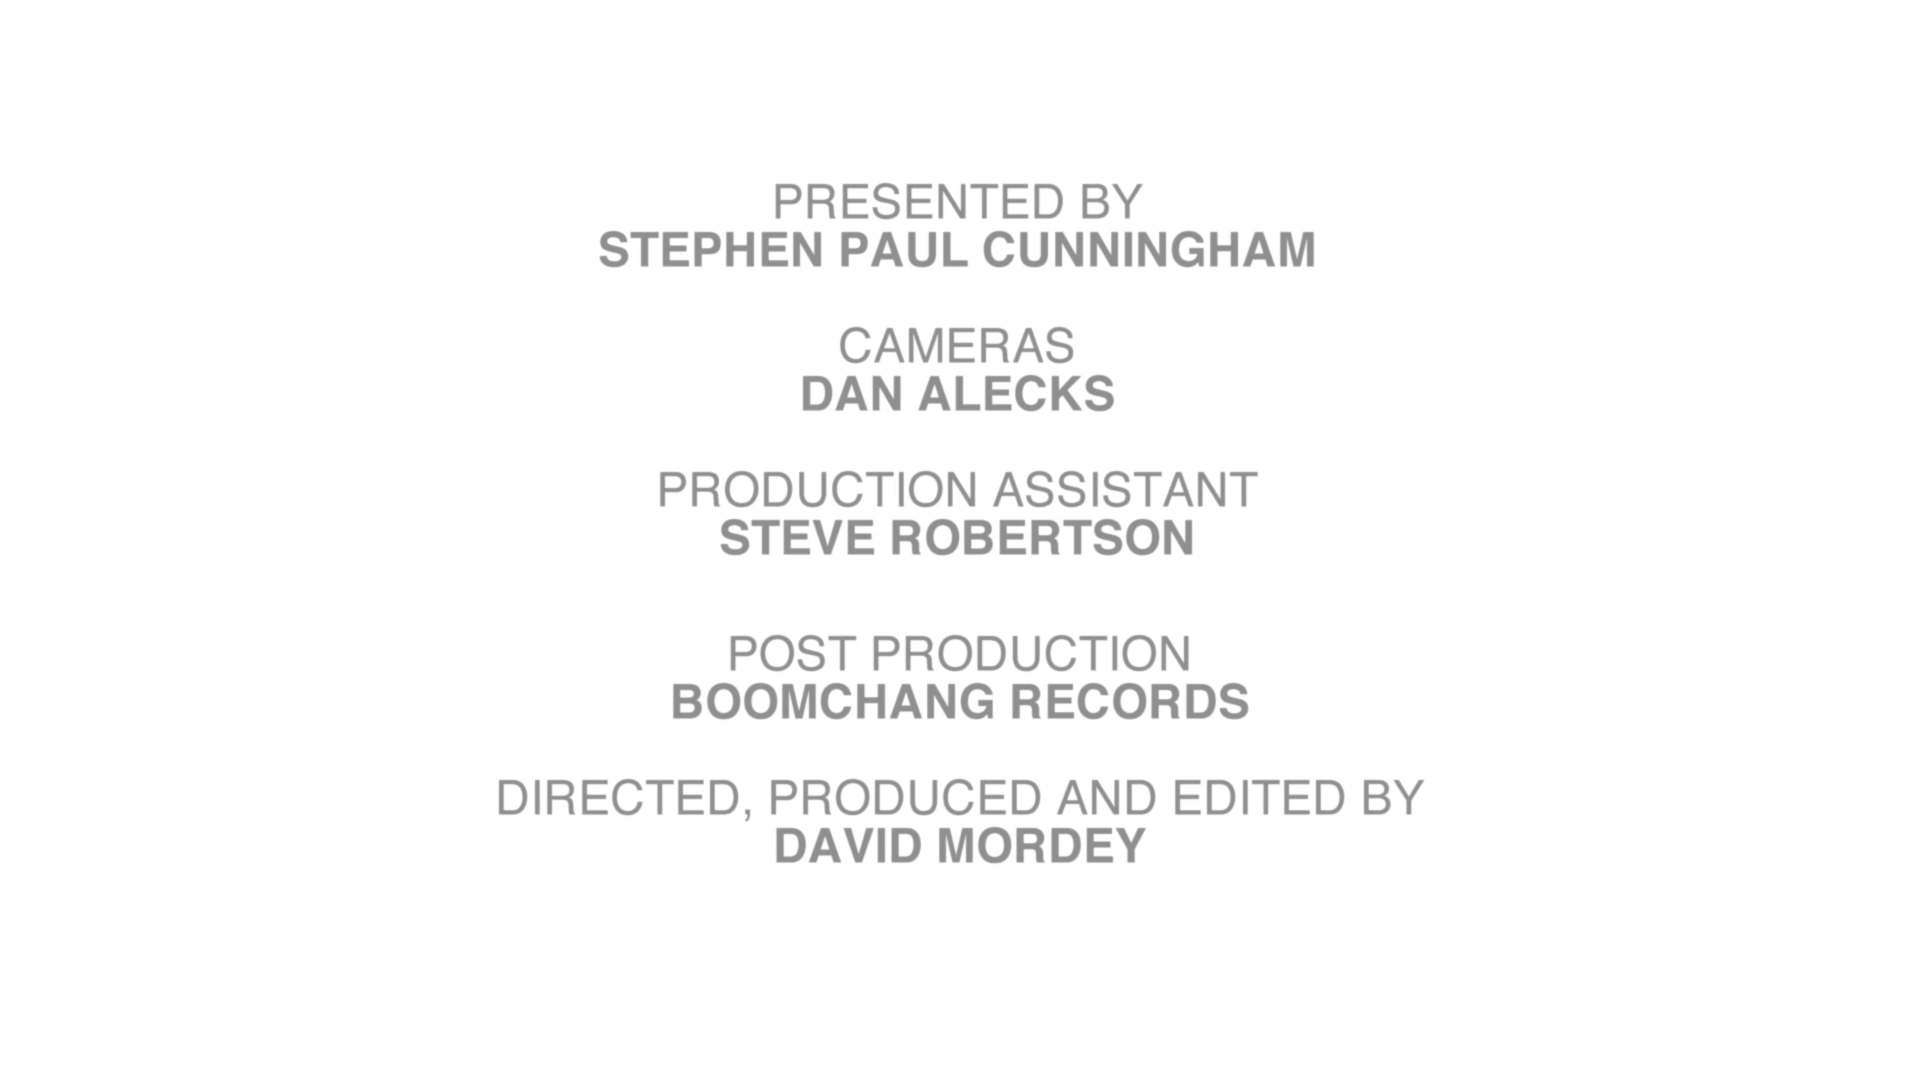 PRESENTED BY
STEPHEN PAUL CUNNINGHAM
CAMERAS
DAN ALECKS
PRODUCTION ASSISTANT
STEVE ROBERTSON
POST PRODUCTION
BOOMCHANG RECORDS
DIRECTED, PRODUCED AND EDITED BY
DAVID MORDEY